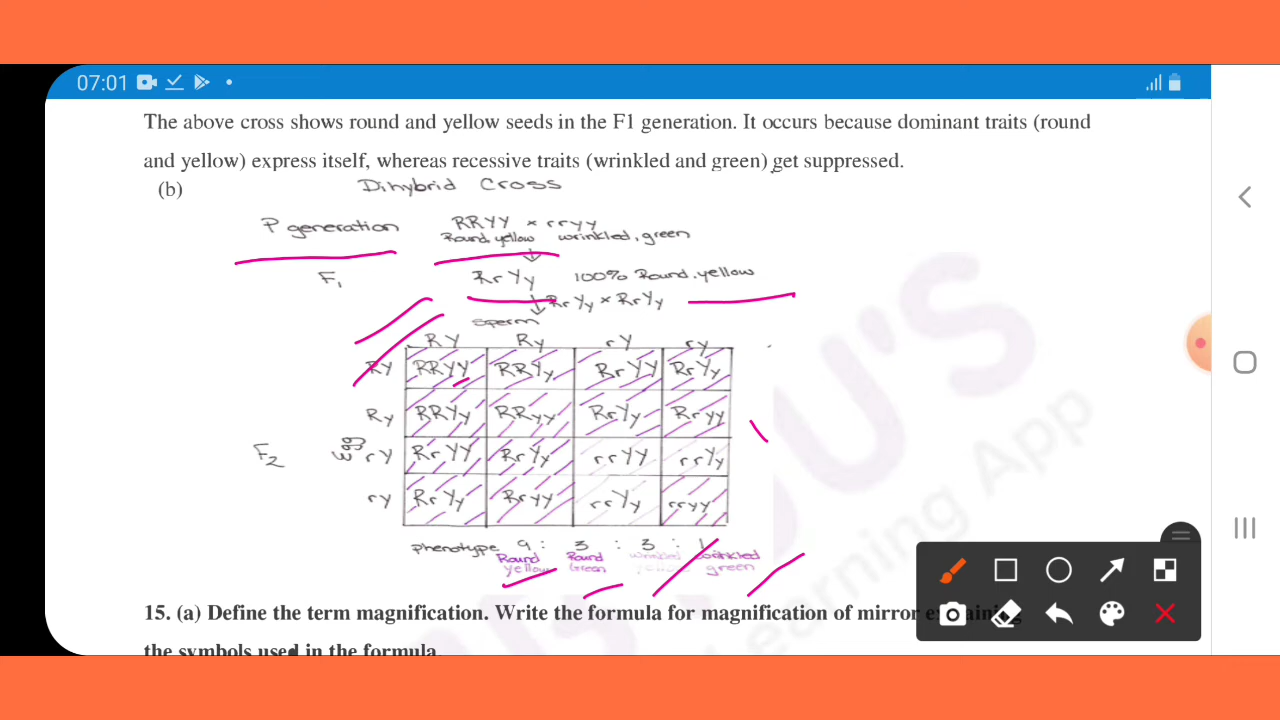 07:01
The above cross shows round and yellow seeds in the F1 generation. It occurs because dominant traits (round
and yellow) express itself, whereas recessive traits (wrinkled and green) get suppressed.
(b) Dihybrid Cross
P generation RRYY × rryy
Round, yellow wrinkled, green
F1 RrYy 100% Round, yellow
RrYy × RrYy
Sperm
RY Ry rY ry
RY RRYY RRYy RrYY RrYy
Ry RRYy RRyy RrYy Rryy
F2 rY RrYY RrYy rrYY rrYy
ry RrYy Rryy rrYy rryy
phenotype 9 : 3 : 3 : 1
Round Round wrinkled wrinkled
yellow Green yellow green
15. (a) Define the term magnification. Write the formula for magnification of mirror
the symbols used in the formula.
Learning App